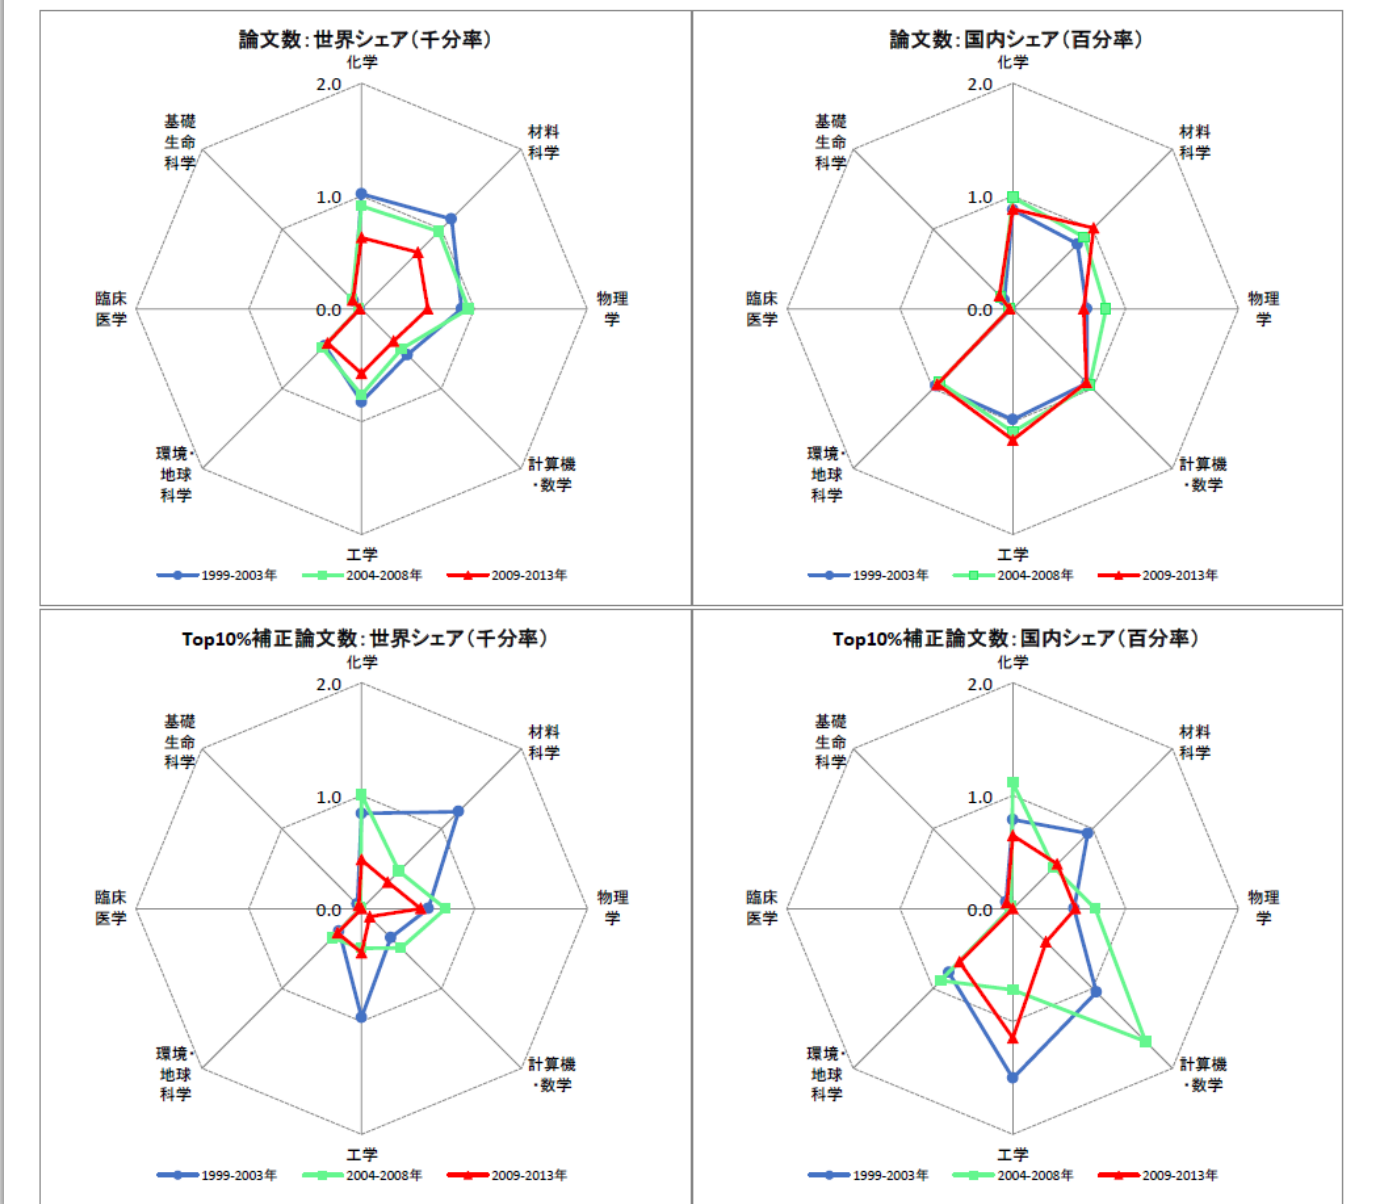 論文数：世界シェア（千分率）
化学
2.0
基礎
生命
科学
材料
科学
1.0
臨床
医学
0.0
物理
学
環境・
地球
科学
計算機
・数学
工学
1999-2003年 2004-2008年 2009-2013年
論文数：国内シェア（百分率）
化学
2.0
基礎
生命
科学
材料
科学
1.0
臨床
医学
0.0
物理
学
環境・
地球
科学
計算機
・数学
工学
1999-2003年 2004-2008年 2009-2013年
Top10%補正論文数：世界シェア（千分率）
化学
2.0
基礎
生命
科学
材料
科学
1.0
臨床
医学
0.0
物理
学
環境・
地球
科学
計算機
・数学
工学
1999-2003年 2004-2008年 2009-2013年
Top10%補正論文数：国内シェア（百分率）
化学
2.0
基礎
生命
科学
材料
科学
1.0
臨床
医学
0.0
物理
学
環境・
地球
科学
計算機
・数学
工学
1999-2003年 2004-2008年 2009-2013年